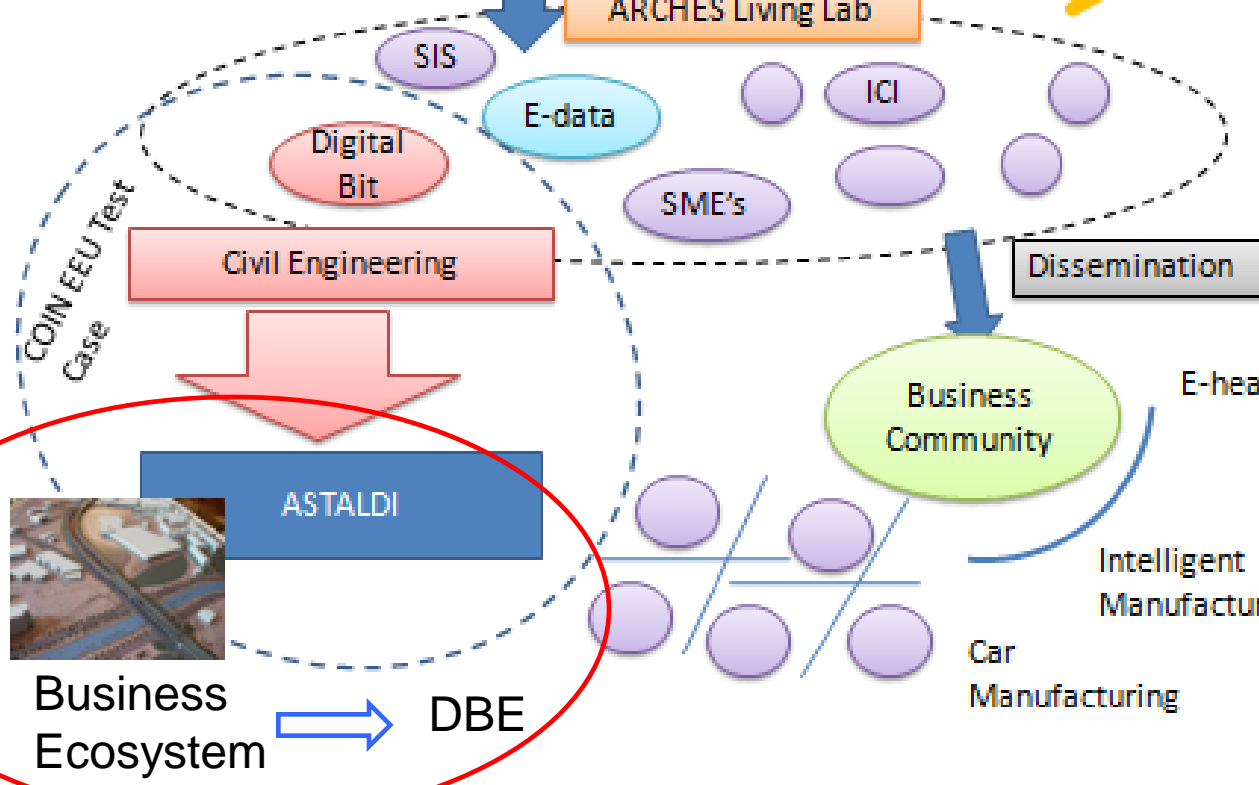 ARCHES Living Lab
SIS
E-data
ICI
Digital
Bit
SME's
COIN EEU Test
Case
Civil Engineering
Dissemination
Business
Community
ASTALDI
Intelligent
Car
Manufacturing
Business
Ecosystem
DBE